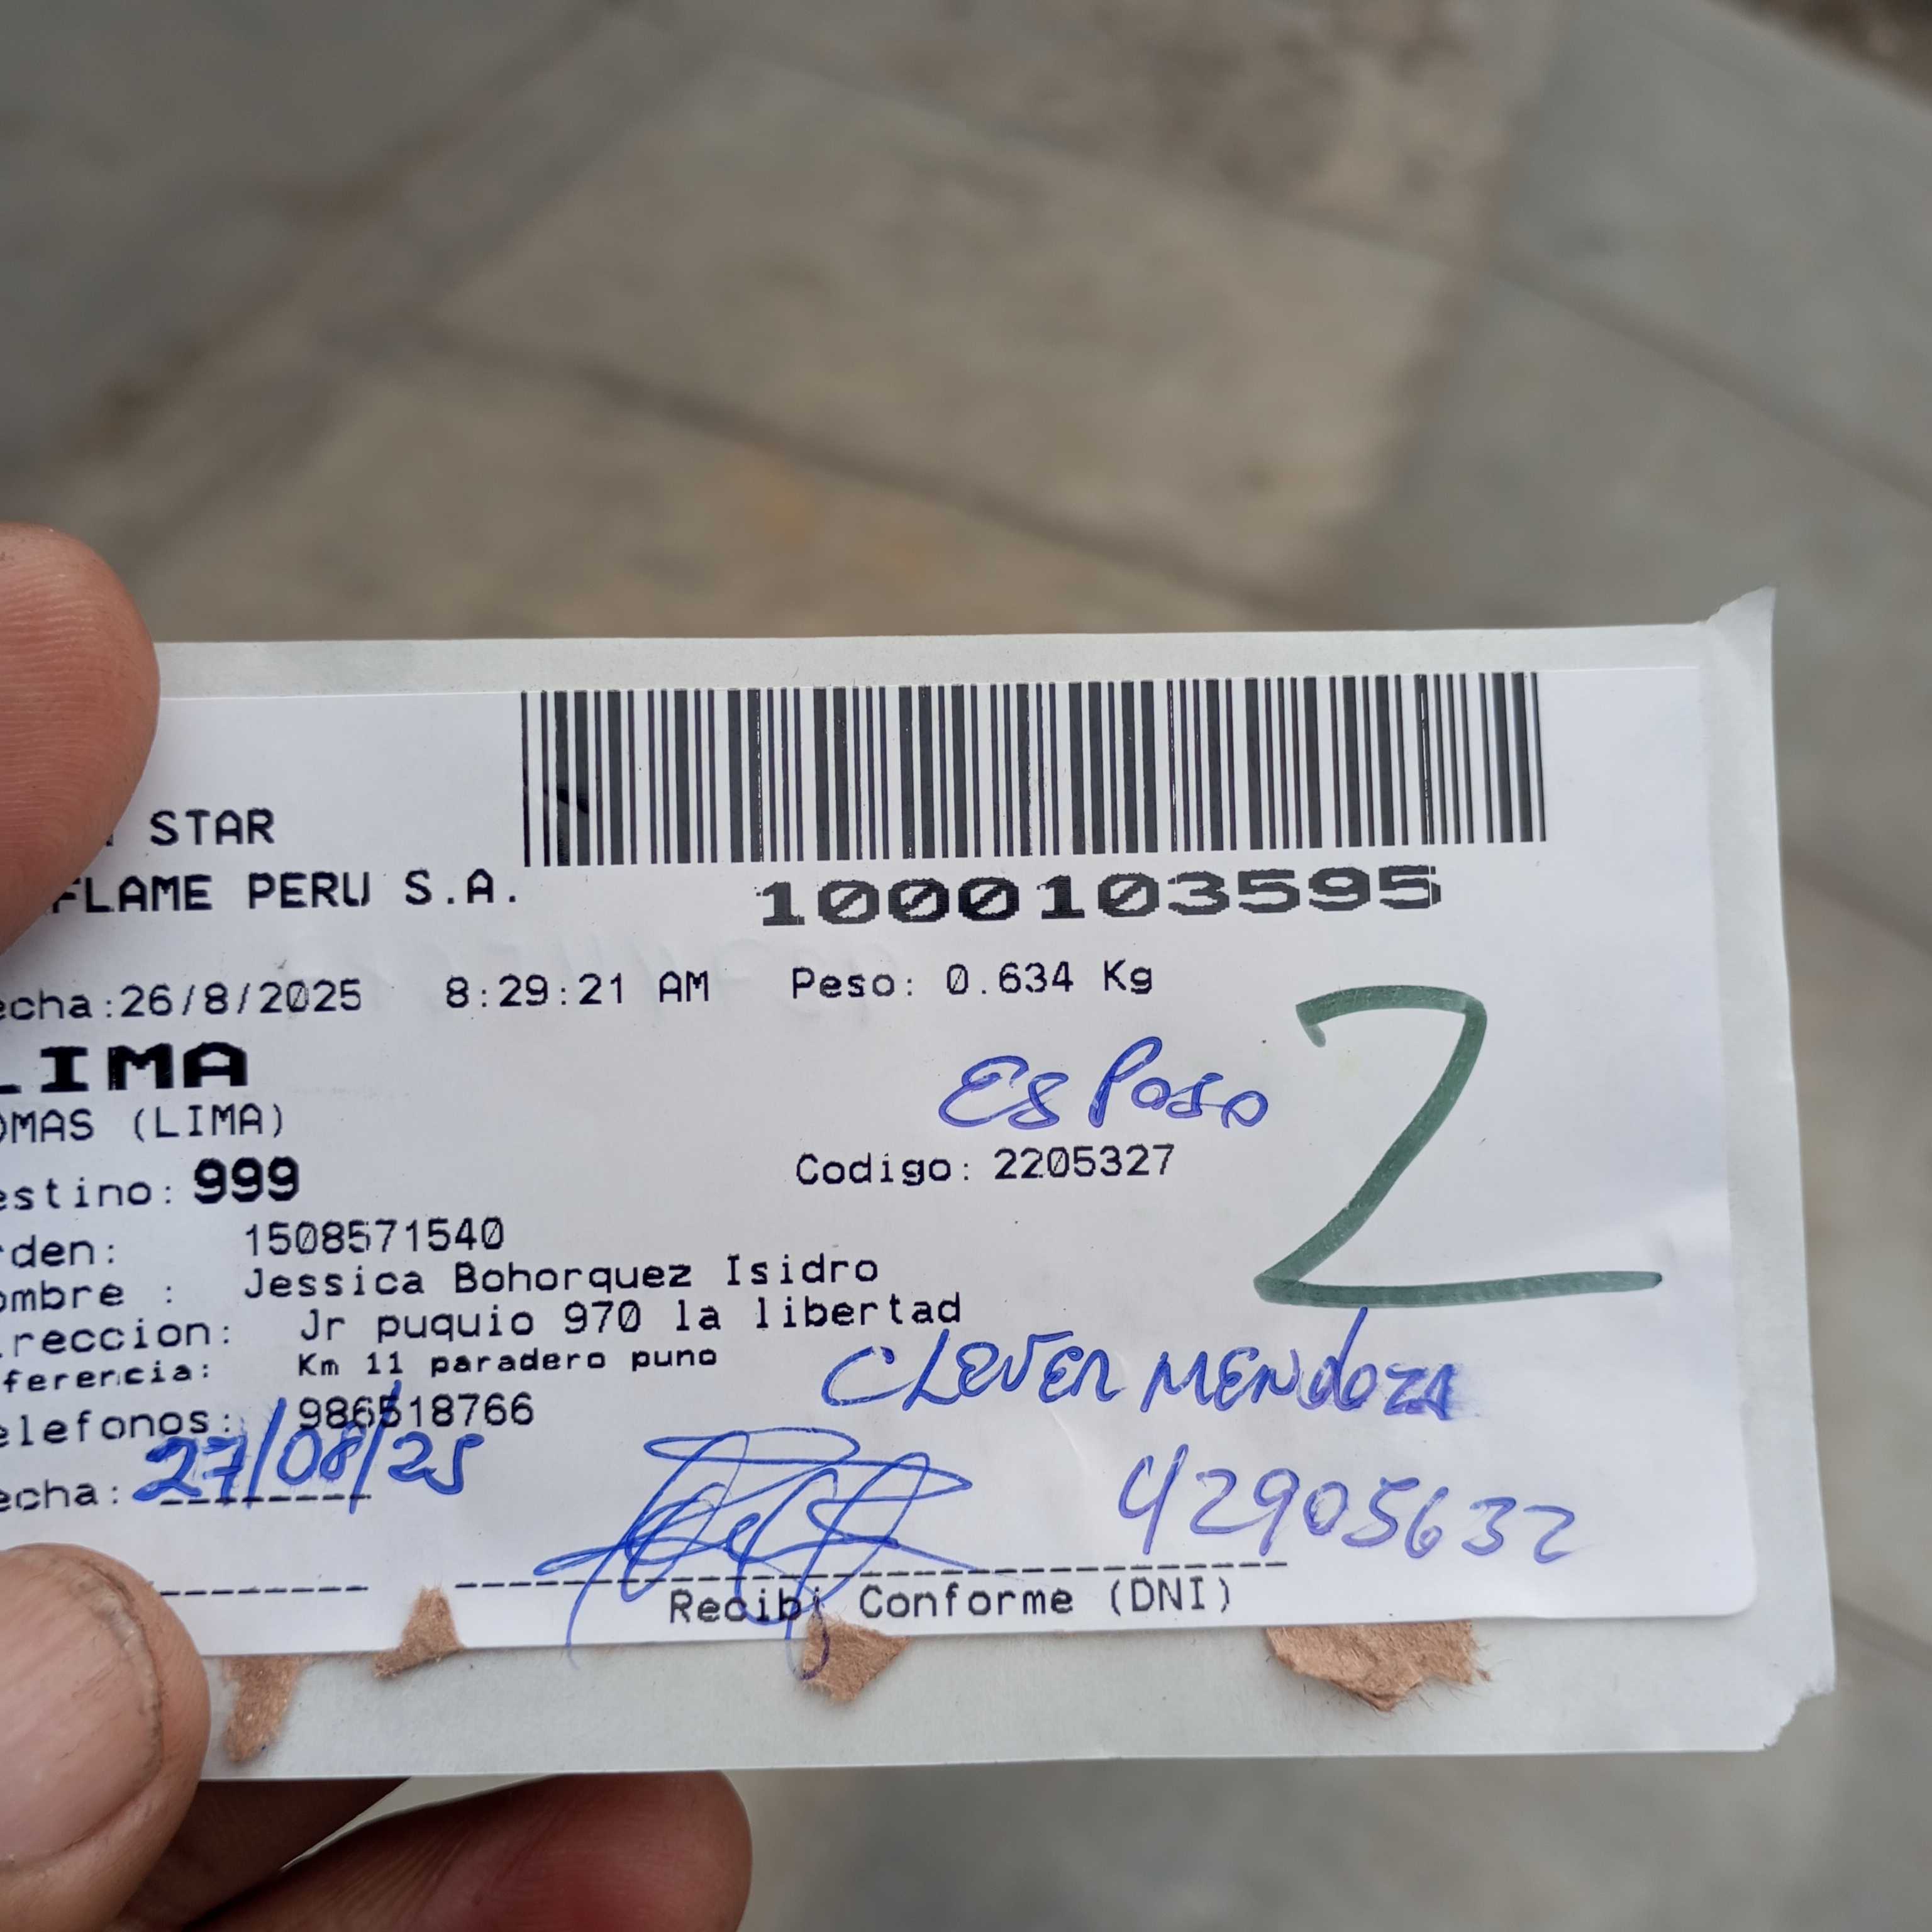 STAR
FLAME PERU S.A.
1000103595
echa:26/8/2025 8:29:21 AM Peso: 0.634 Kg
LIMA
OMAS (LIMA)
Esposo
estino: 999
Codigo: 2205327
2
rden: 1508571540
ombre : Jessica Bohorquez Isidro
ireccion: Jr puquio 970 la libertad
ferencia: Km 11 paradero puno
CLEVER MENDOZA
elefonos: 986518766
echa: 27/08/25
42905632
Recibi Conforme (DNI)